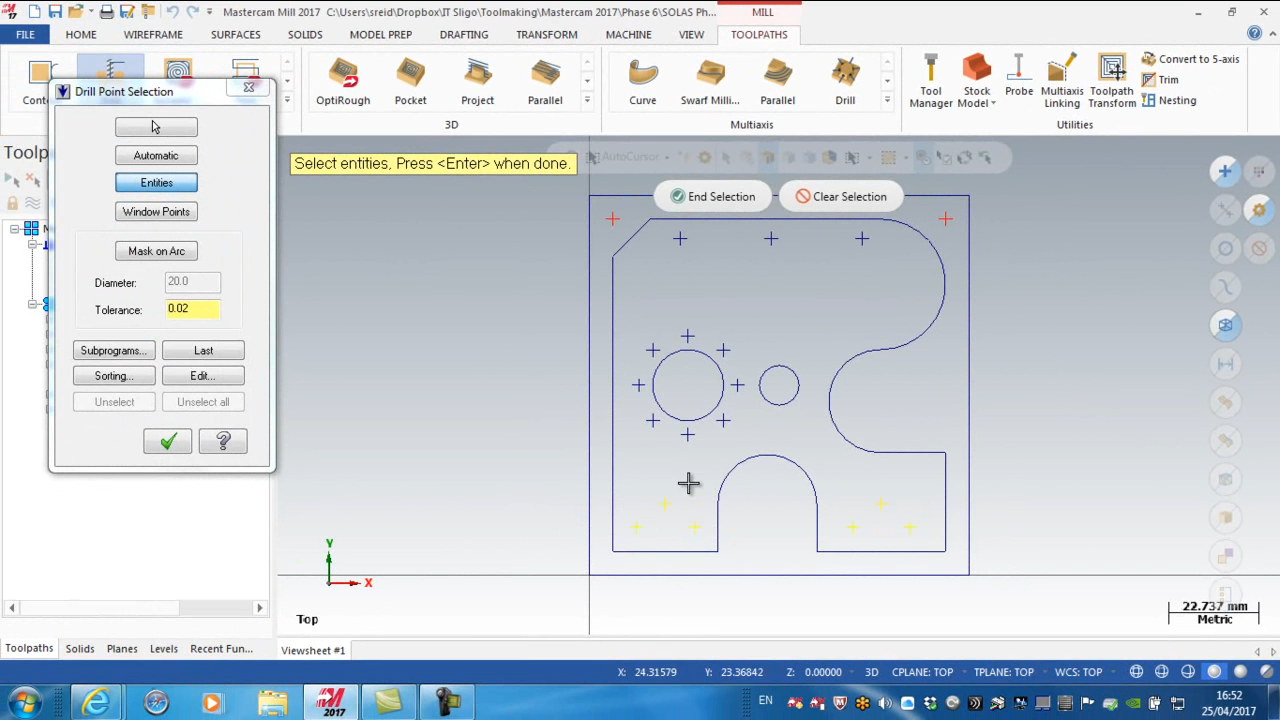 Mastercam Mill 2017 C:\Users\sreid\Dropbox\IT Sligo\Toolmaking\Mastercam 2017\Phase 6\SOLAS Ph...
MILL
FILE HOME WIREFRAME SURFACES SOLIDS MODEL PREP DRAFTING TRANSFORM MACHINE VIEW TOOLPATHS
OptiRough Pocket Project Parallel
3D
Curve Swarf Milli... Parallel Drill
Multiaxis
Tool Manager
Stock Model
Probe
Multiaxis Linking
Toolpath Transform
Convert to 5-axis
Trim
Nesting
Utilities
Drill Point Selection
Automatic
Entities
Window Points
Mask on Arc
Diameter: 20.0
Tolerance: 0.02
Subprograms... Last
Sorting... Edit...
Unselect Unselect all
?
AutoCursor
Select entities, Press <Enter> when done.
End Selection Clear Selection
Y
X
Top
22.737 mm
Metric
Toolpaths Solids Planes Levels Recent Fun...
Viewsheet #1
X: 24.31579 Y: 23.36842 Z: 0.00000 3D CPLANE: TOP TPLANE: TOP WCS: TOP
2017
EN
16:52
25/04/2017